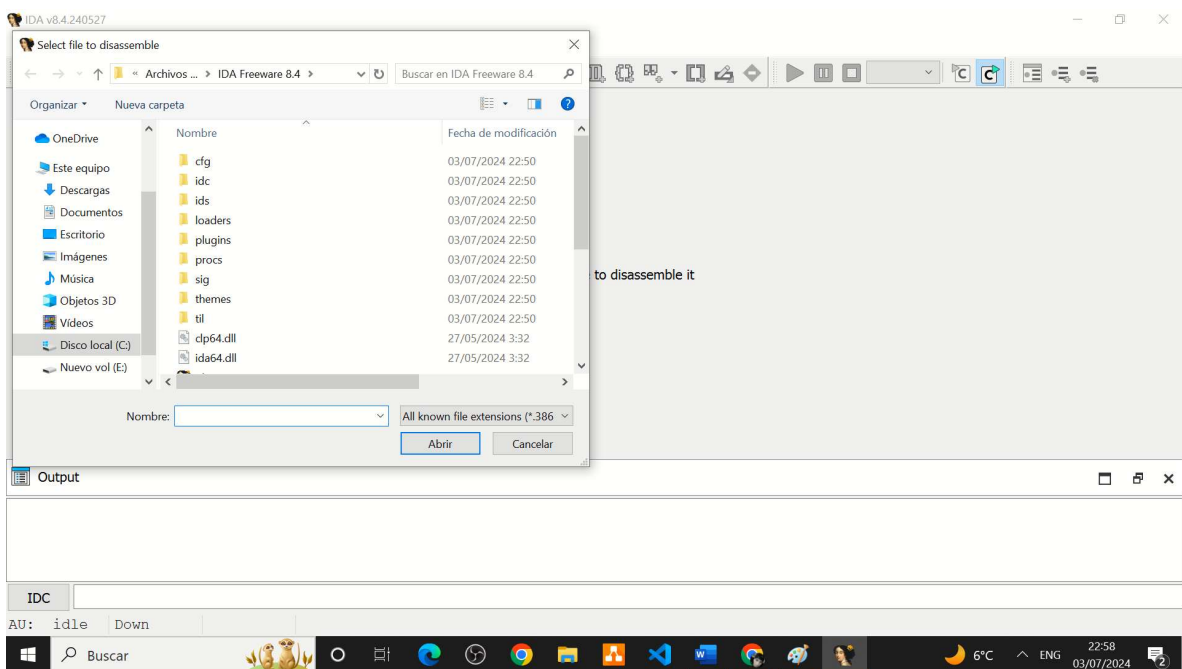 IDA v8.4.240527
Select file to disassemble
« Archivos ... > IDA Freeware 8.4 >
Buscar en IDA Freeware 8.4
Organizar
Nueva carpeta
OneDrive
Este equipo
Descargas
Documentos
Escritorio
Imágenes
Música
Objetos 3D
Vídeos
Disco local (C:)
Nuevo vol (E:)
Nombre Fecha de modificación
cfg 03/07/2024 22:50
idc 03/07/2024 22:50
ids 03/07/2024 22:50
loaders 03/07/2024 22:50
plugins 03/07/2024 22:50
procs 03/07/2024 22:50
sig 03/07/2024 22:50
themes 03/07/2024 22:50
til 03/07/2024 22:50
clp64.dll 27/05/2024 3:32
ida64.dll 27/05/2024 3:32
Nombre:
All known file extensions (*.386
Abrir
Cancelar
to disassemble it
Output
IDC
AU: idle Down
Buscar
6°C
ENG
22:58
03/07/2024
2